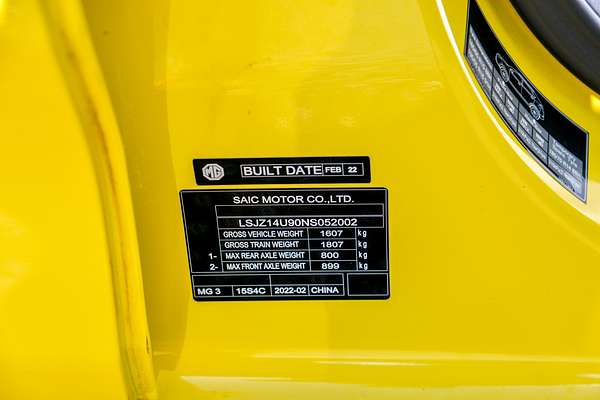 MG BUILT DATE FEB 22
SAIC MOTOR CO.,LTD.
LSJZ14U90NS052002
GROSS VEHICLE WEIGHT 1607 kg
GROSS TRAIN WEIGHT 1807 kg
1- MAX REAR AXLE WEIGHT 800 kg
2- MAX FRONT AXLE WEIGHT 899 kg
MG 3 15S4C 2022-02 CHINA